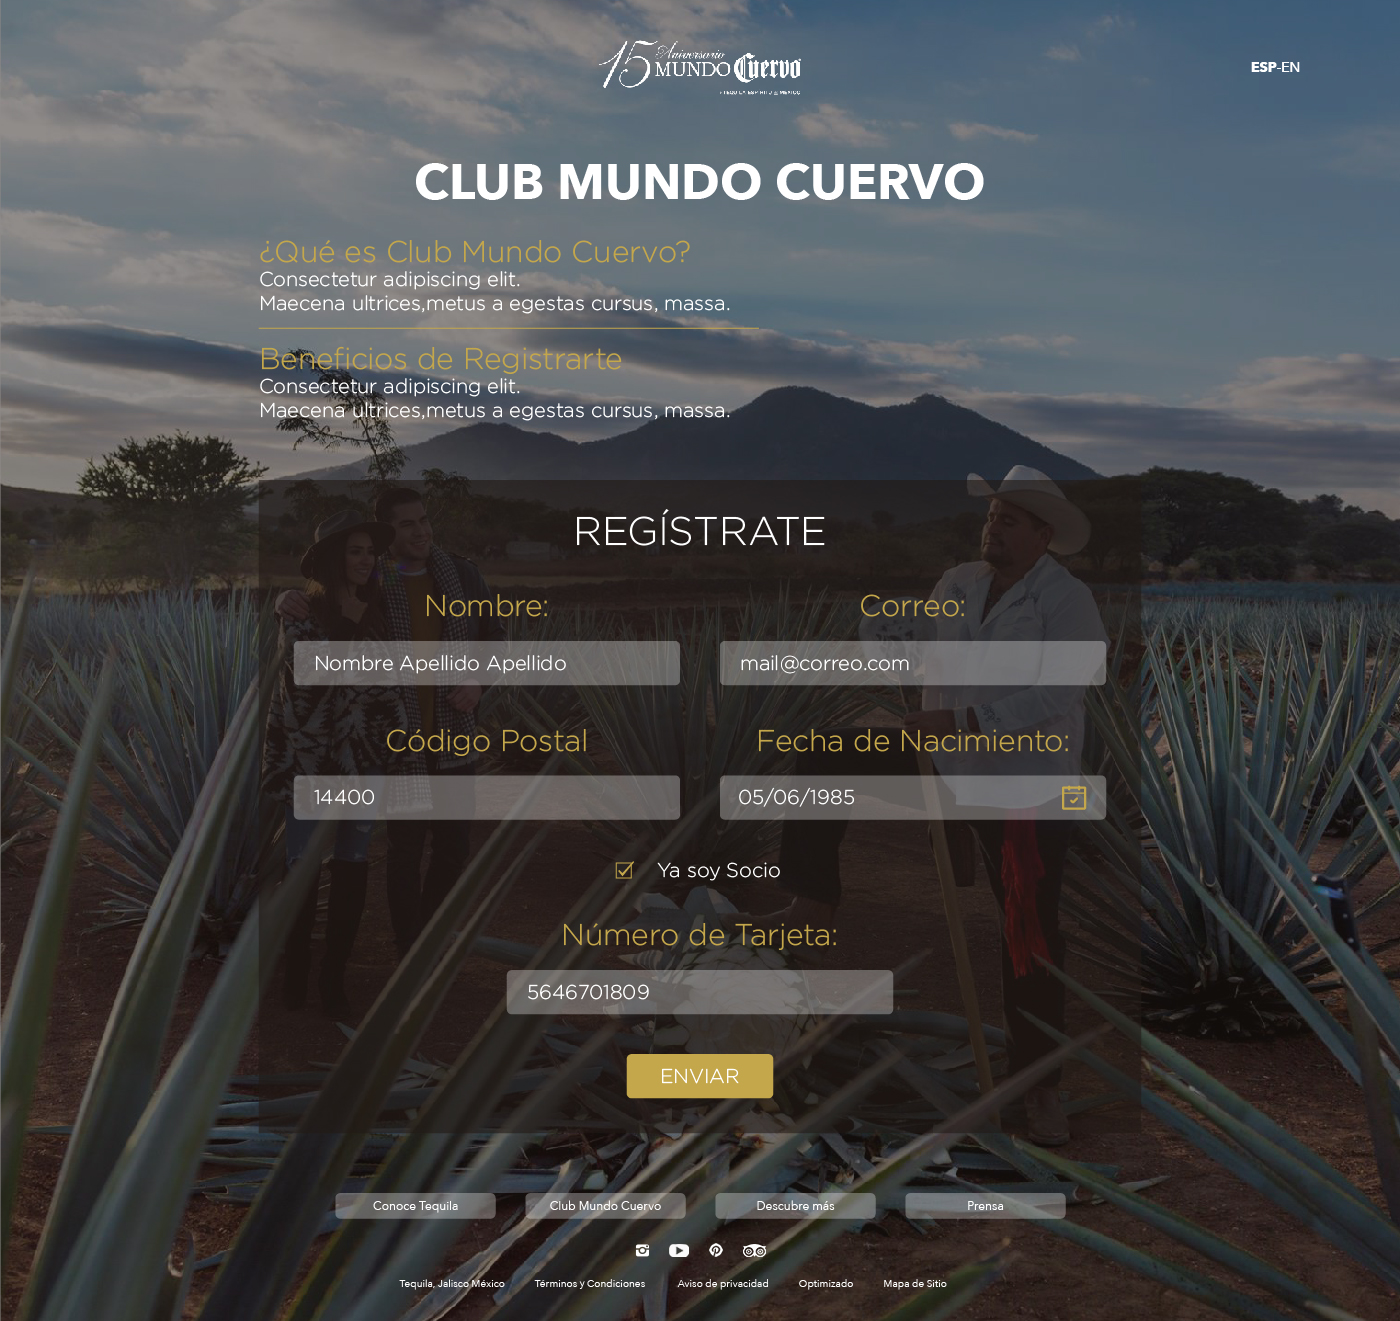 15 Aniversario
MUNDO Cuervo
ESP-EN
CLUB MUNDO CUERVO
¿Qué es Club Mundo Cuervo?
Consectetur adipiscing elit.
Maecena ultrices,metus a egestas cursus, massa.
Beneficios de Registrarte
Consectetur adipiscing elit.
Maecena ultrices,metus a egestas cursus, massa.
REGÍSTRATE
Nombre: Correo:
Nombre Apellido Apellido mail@correo.com
Código Postal Fecha de Nacimiento:
14400 05/06/1985
Ya soy Socio
Número de Tarjeta:
5646701809
ENVIAR
Conoce Tequila Club Mundo Cuervo Descubre más Prensa
Tequila, Jalisco México Términos y Condiciones Aviso de privacidad Optimizado Mapa de Sitio